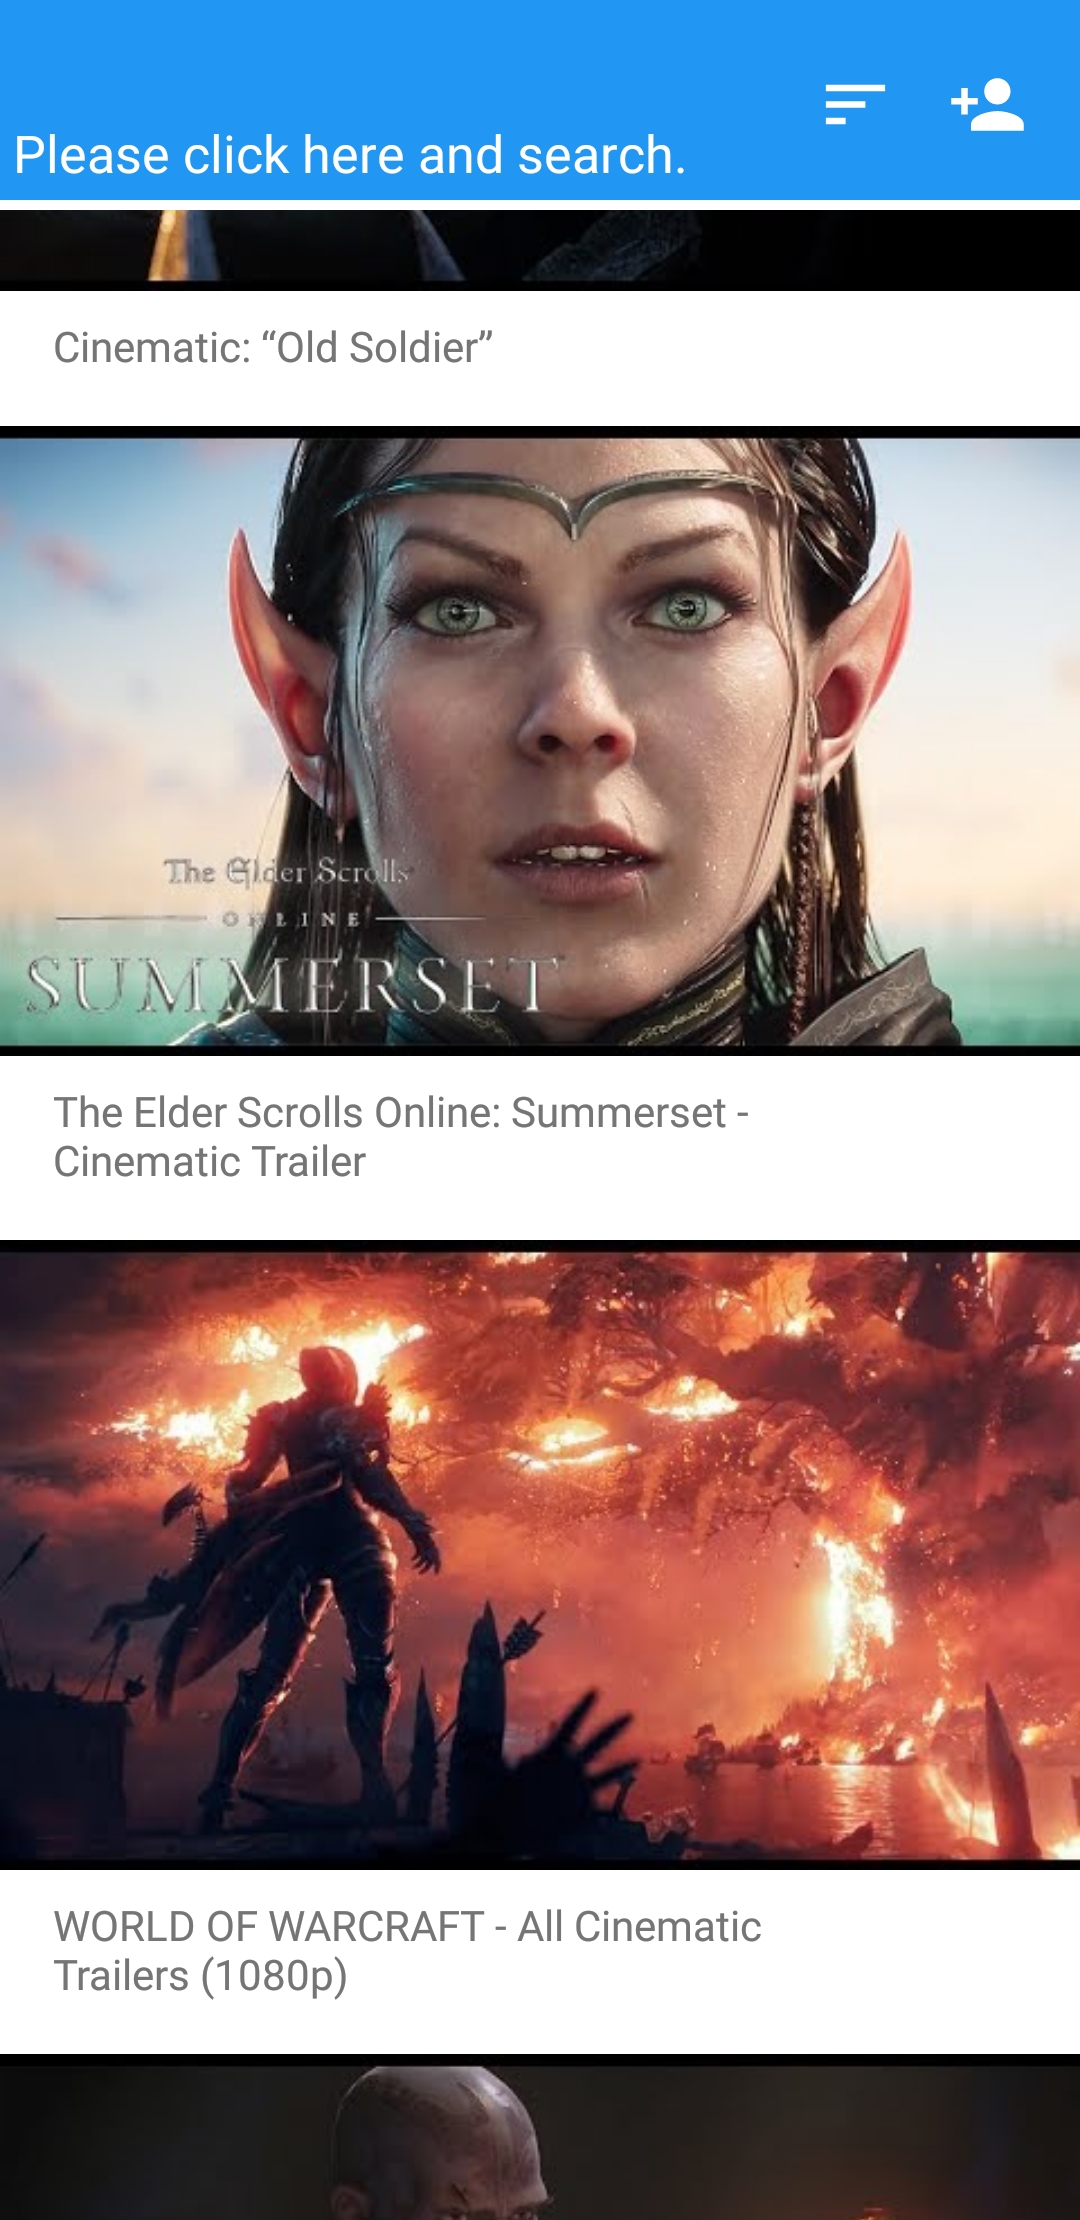 Please click here and search.
Cinematic: “Old Soldier”
The Elder Scrolls
ONLINE
SUMMERSET
The Elder Scrolls Online: Summerset -
Cinematic Trailer
WORLD OF WARCRAFT - All Cinematic
Trailers (1080p)